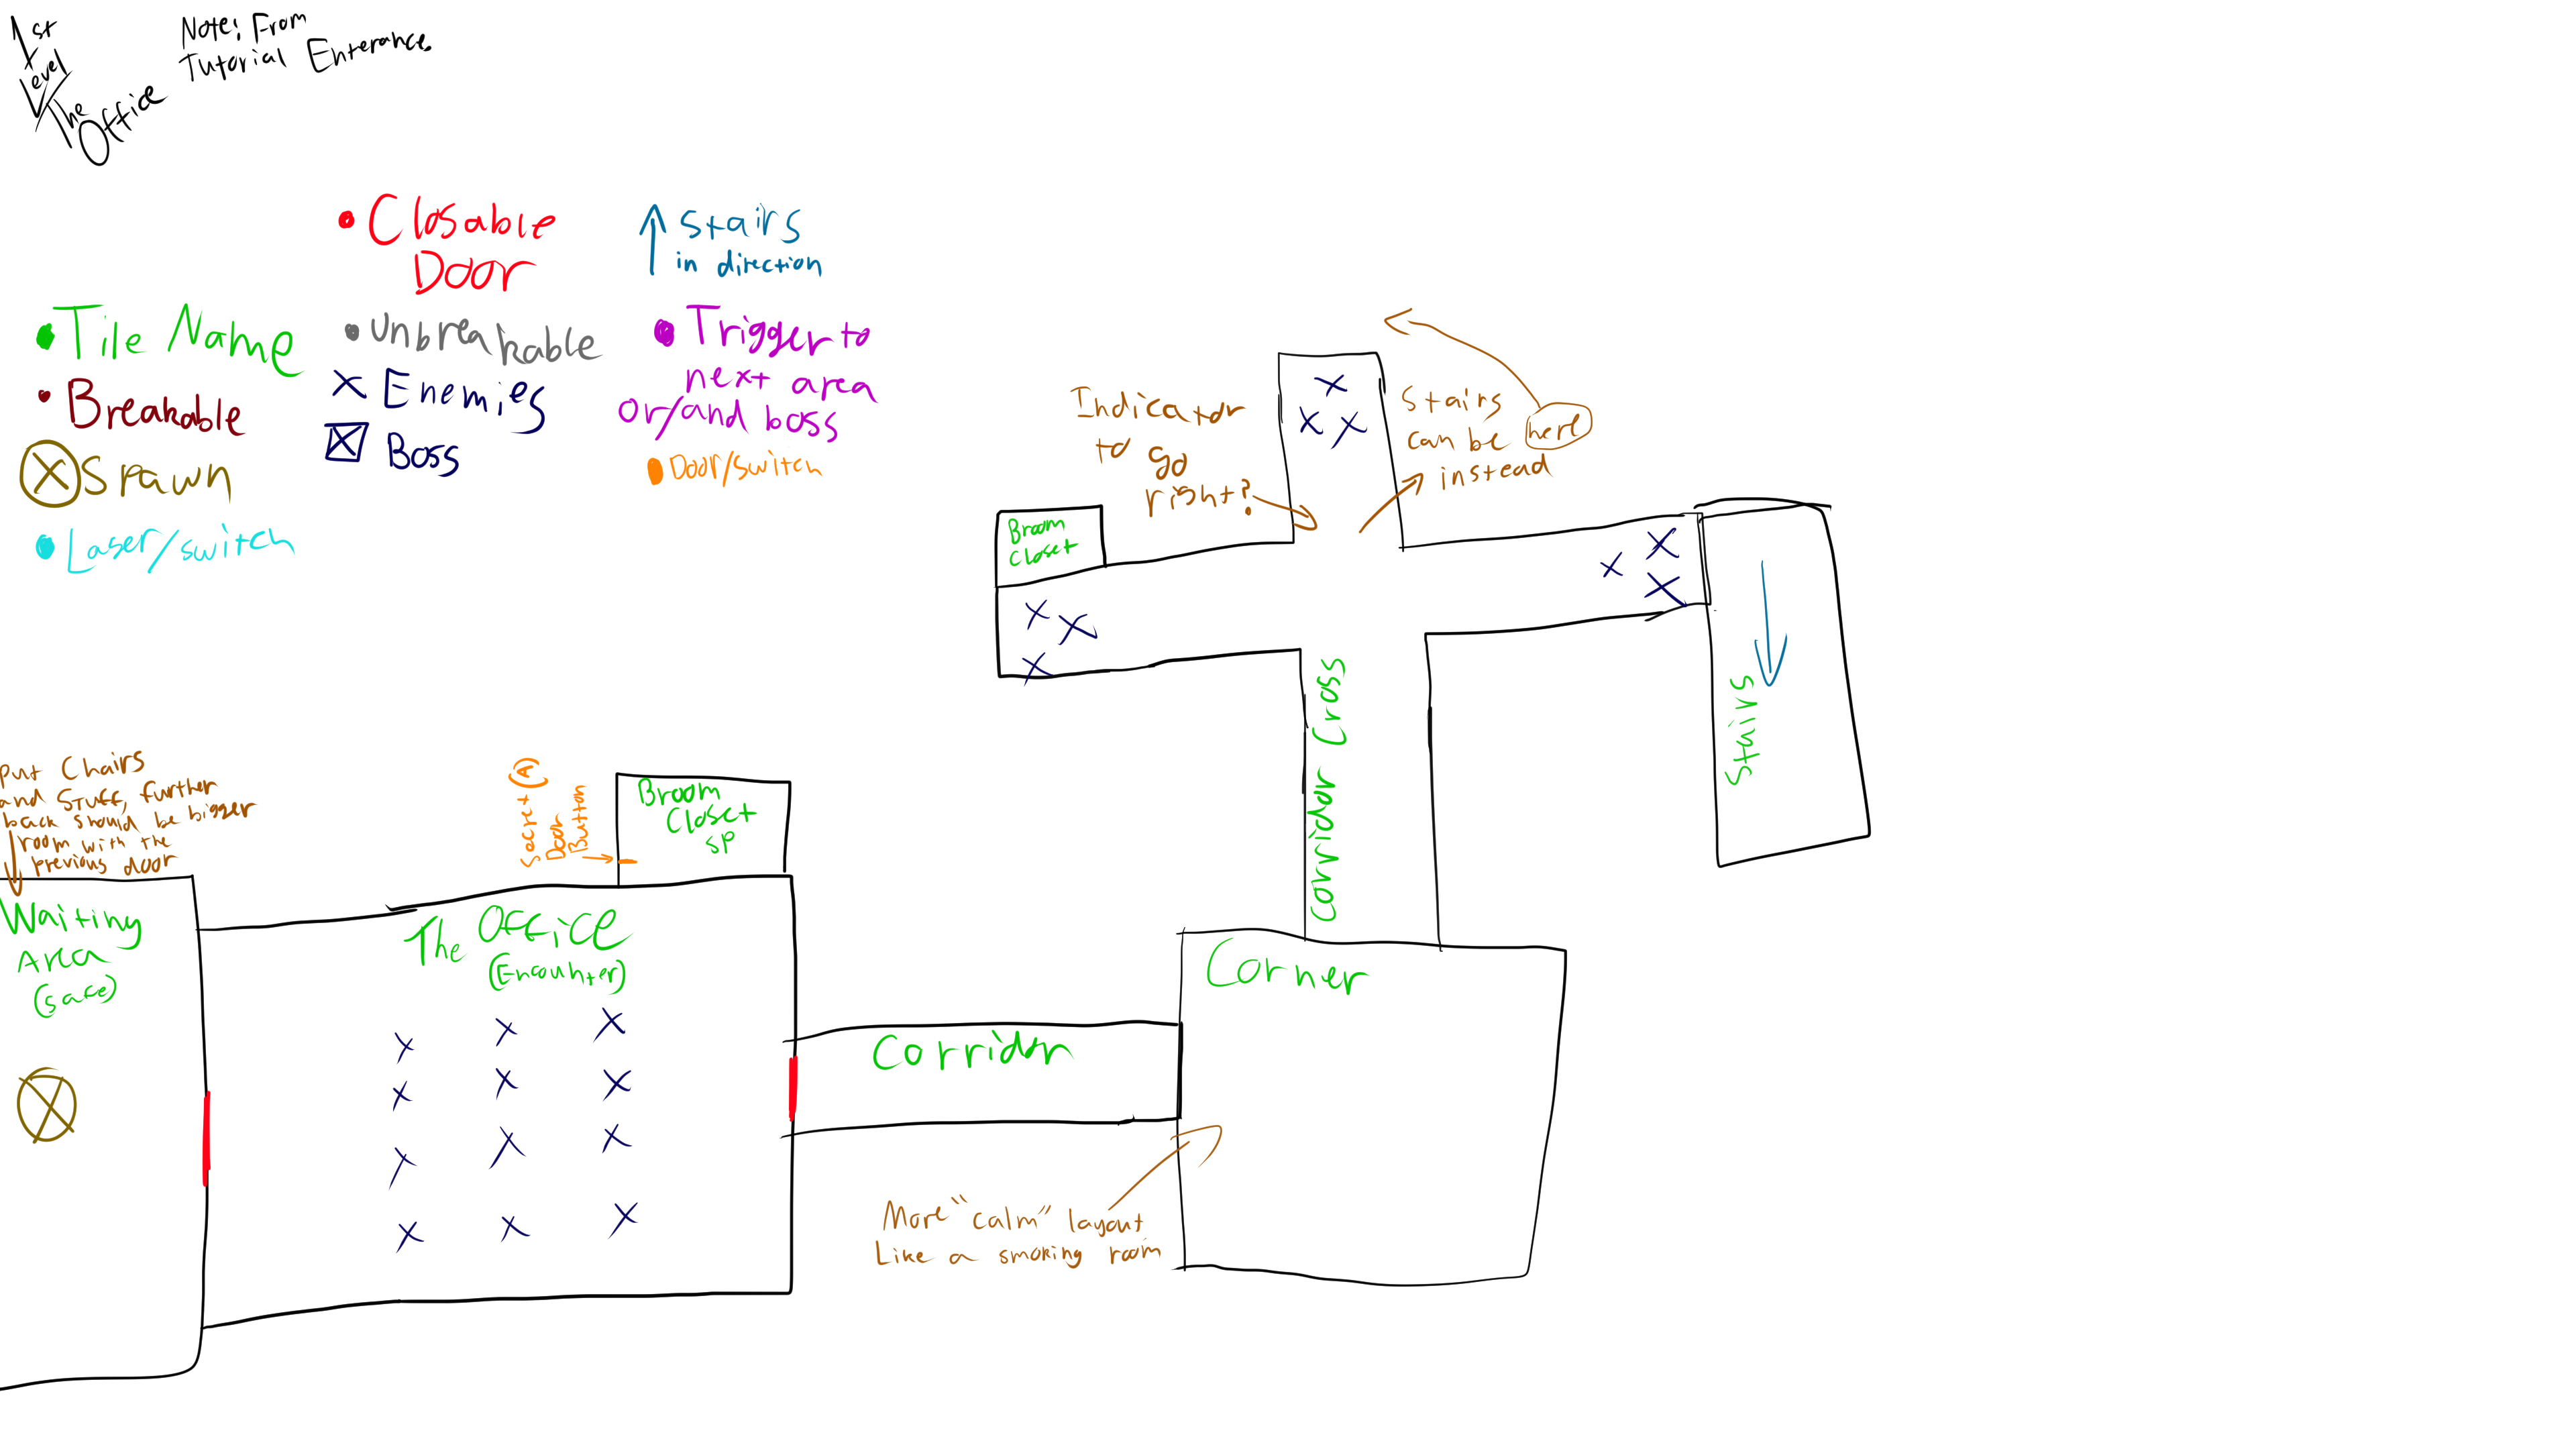 1st
Level
The
Office
Note: From
Tutorial Enterance.
Closable
Door
Stairs
in direction
Tile Name
Unbreakable
Trigger to
next area
or/and boss
Breakable
X Enemies
Boss
Spawn
Door/switch
Laser/switch
Indicator
to go
right?
Stairs
can be here
instead
Broom
Closet
Corridor Cross
Stairs
Put Chairs
and Stuff, further
back should be bigger
room with the
previous door
Secret (A)
Door
Button
Broom
Closet
SP
Waiting
Area
(safe)
The Office
(Encounter)
Corridor
Corner
More "calm" layout
Like a smoking room